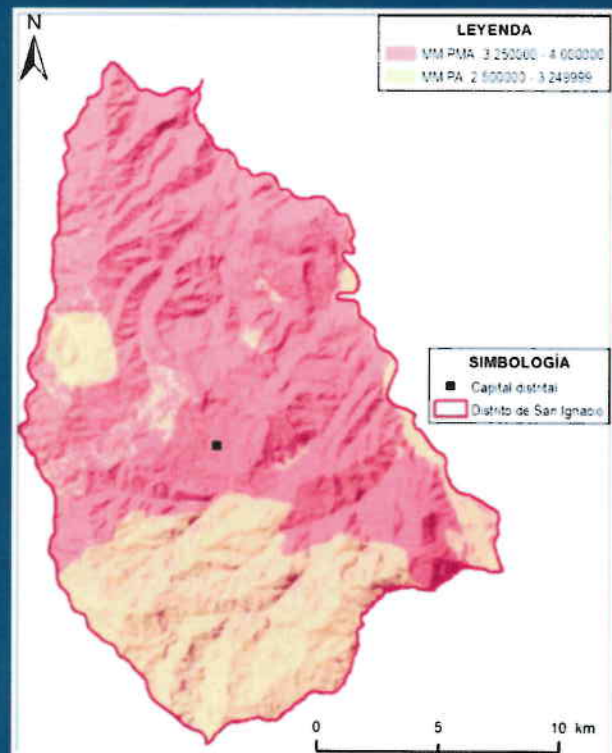 N
LEYENDA
MM PMA 3.250000 - 4.000000
MM PA 2.500000 - 3.249999
SIMBOLOGÍA
Capital distrital
Distrito de San Ignacio
0 5 10 km